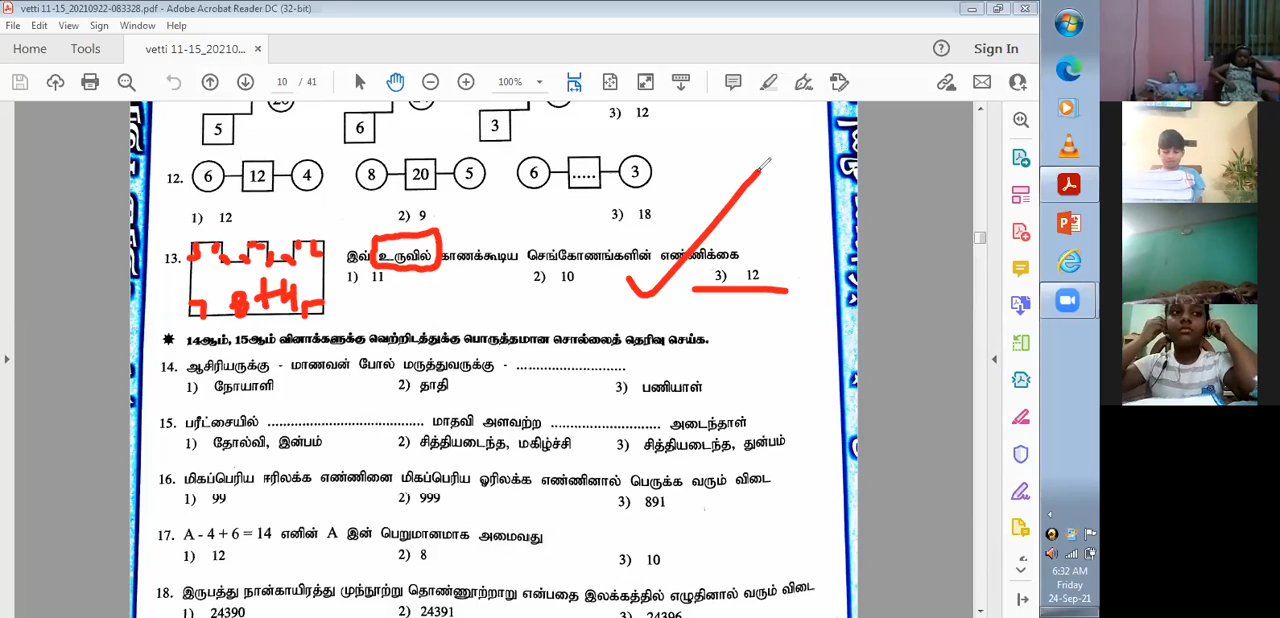 vetti 11-15_20210922-083328.pdf - Adobe Acrobat Reader DC (32-bit)
File Edit View Sign Window Help
Home Tools vetti 11-15_20210... × Sign In
10 / 41 100%
5 6 3 3) 12
12. 6 12 4 8 20 5 6 ..... 3
1) 12 2) 9 3) 18
13. இவ் உருவில் காணக்கூடிய செங்கோணங்களின் எண்ணிக்கை
1) 11 2) 10 3) 12
8+4
✱ 14ஆம், 15ஆம் வினாக்களுக்கு வெற்றிடத்துக்கு பொருத்தமான சொல்லைத் தெரிவு செய்க.
14. ஆசிரியருக்கு - மாணவன் போல் மருத்துவருக்கு - ............................
1) நோயாளி 2) தாதி 3) பணியாள்
15. பரீட்சையில் ........................................ மாதவி அளவற்ற ............................ அடைந்தாள்
1) தோல்வி, இன்பம் 2) சித்தியடைந்த, மகிழ்ச்சி 3) சித்தியடைந்த, துன்பம்
16. மிகப்பெரிய ஈரிலக்க எண்ணினை மிகப்பெரிய ஓரிலக்க எண்ணினால் பெருக்க வரும் விடை
1) 99 2) 999 3) 891
17. A - 4 + 6 = 14 எனின் A இன் பெறுமானமாக அமைவது
1) 12 2) 8 3) 10
18. இருபத்து நான்காயிரத்து முந்நூற்று தொண்ணூற்றாறு என்பதை இலக்கத்தில் எழுதினால் வரும் விடை
1) 24390 2) 24391 3) 24396
6:32 AM
Friday
24-Sep-21